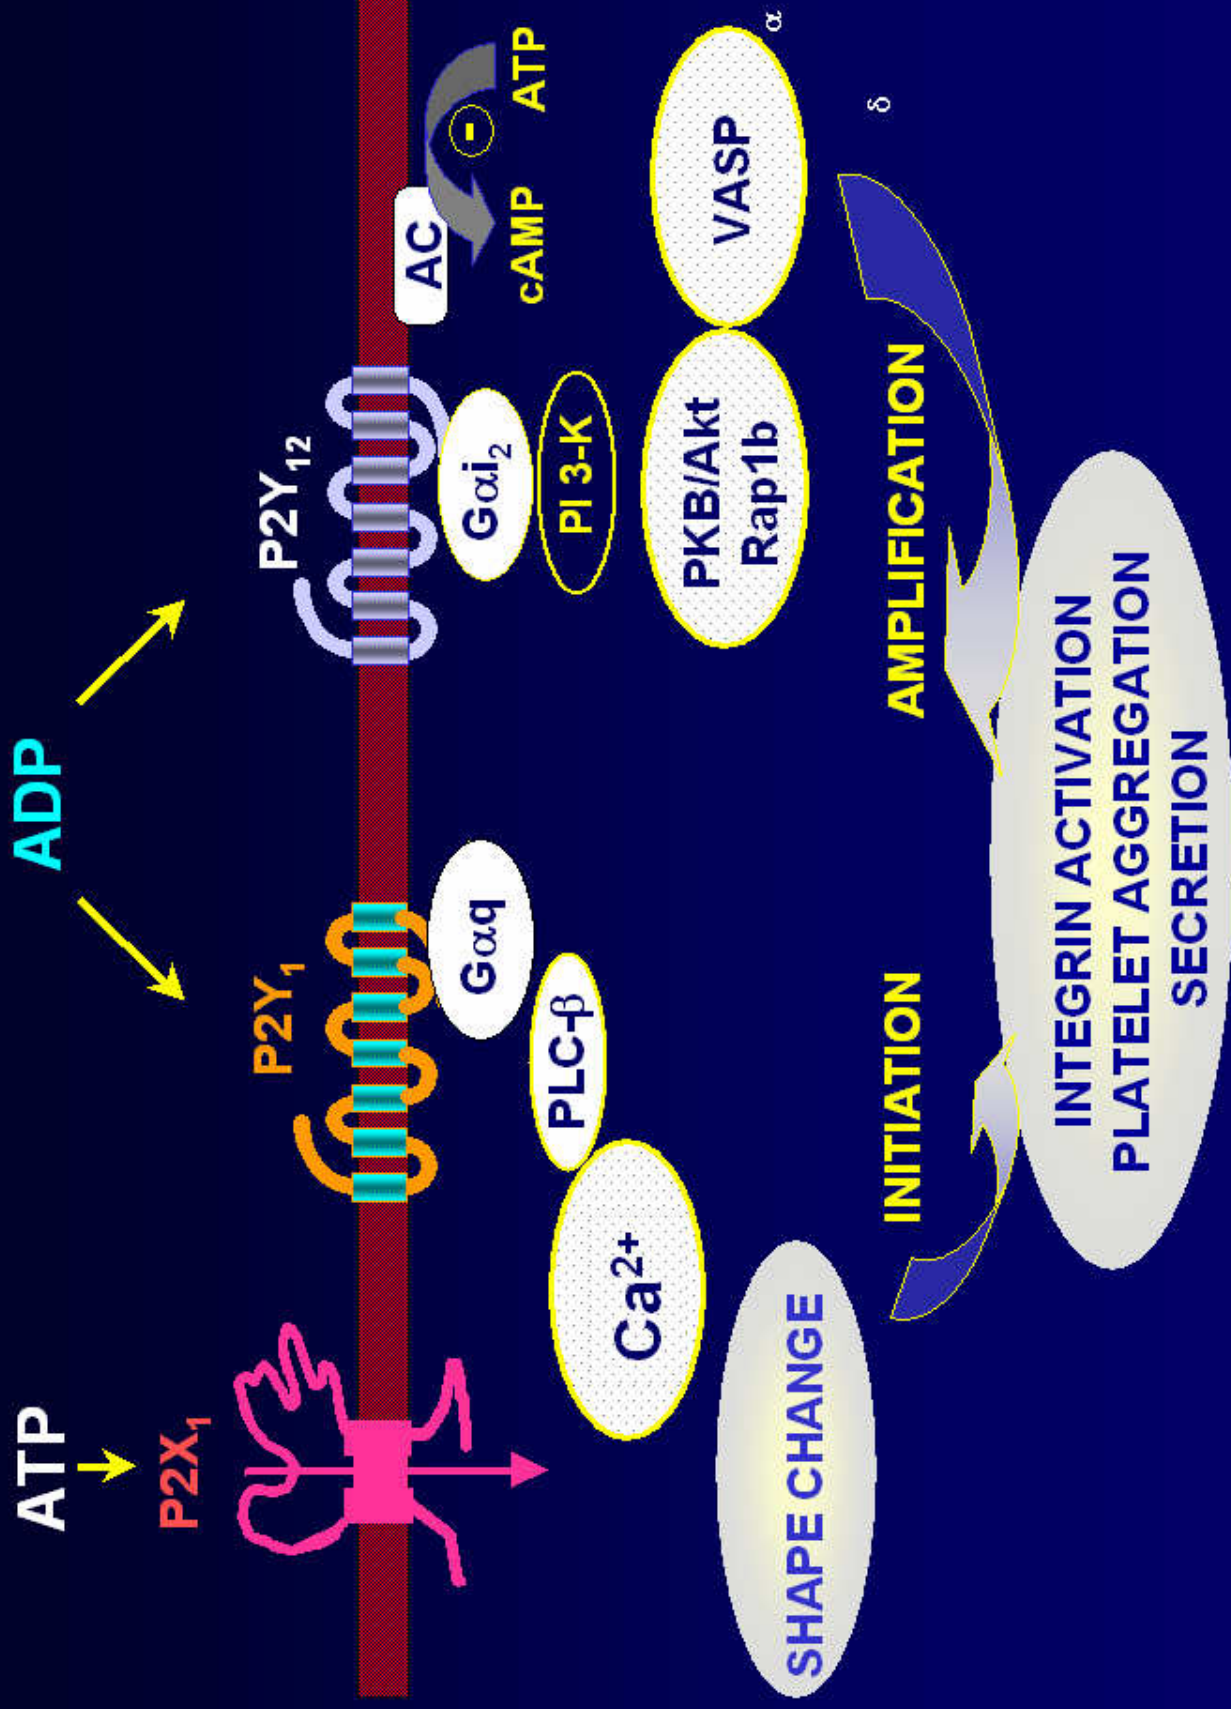 ATP
ADP
P2X1
P2Y1
P2Y12
AC
-
Gαq
Gαi2
cAMP
ATP
PLC-β
PI 3-K
Ca2+
PKB/Akt
Rap1b
VASP
α
δ
SHAPE CHANGE
INITIATION
AMPLIFICATION
INTEGRIN ACTIVATION
PLATELET AGGREGATION
SECRETION